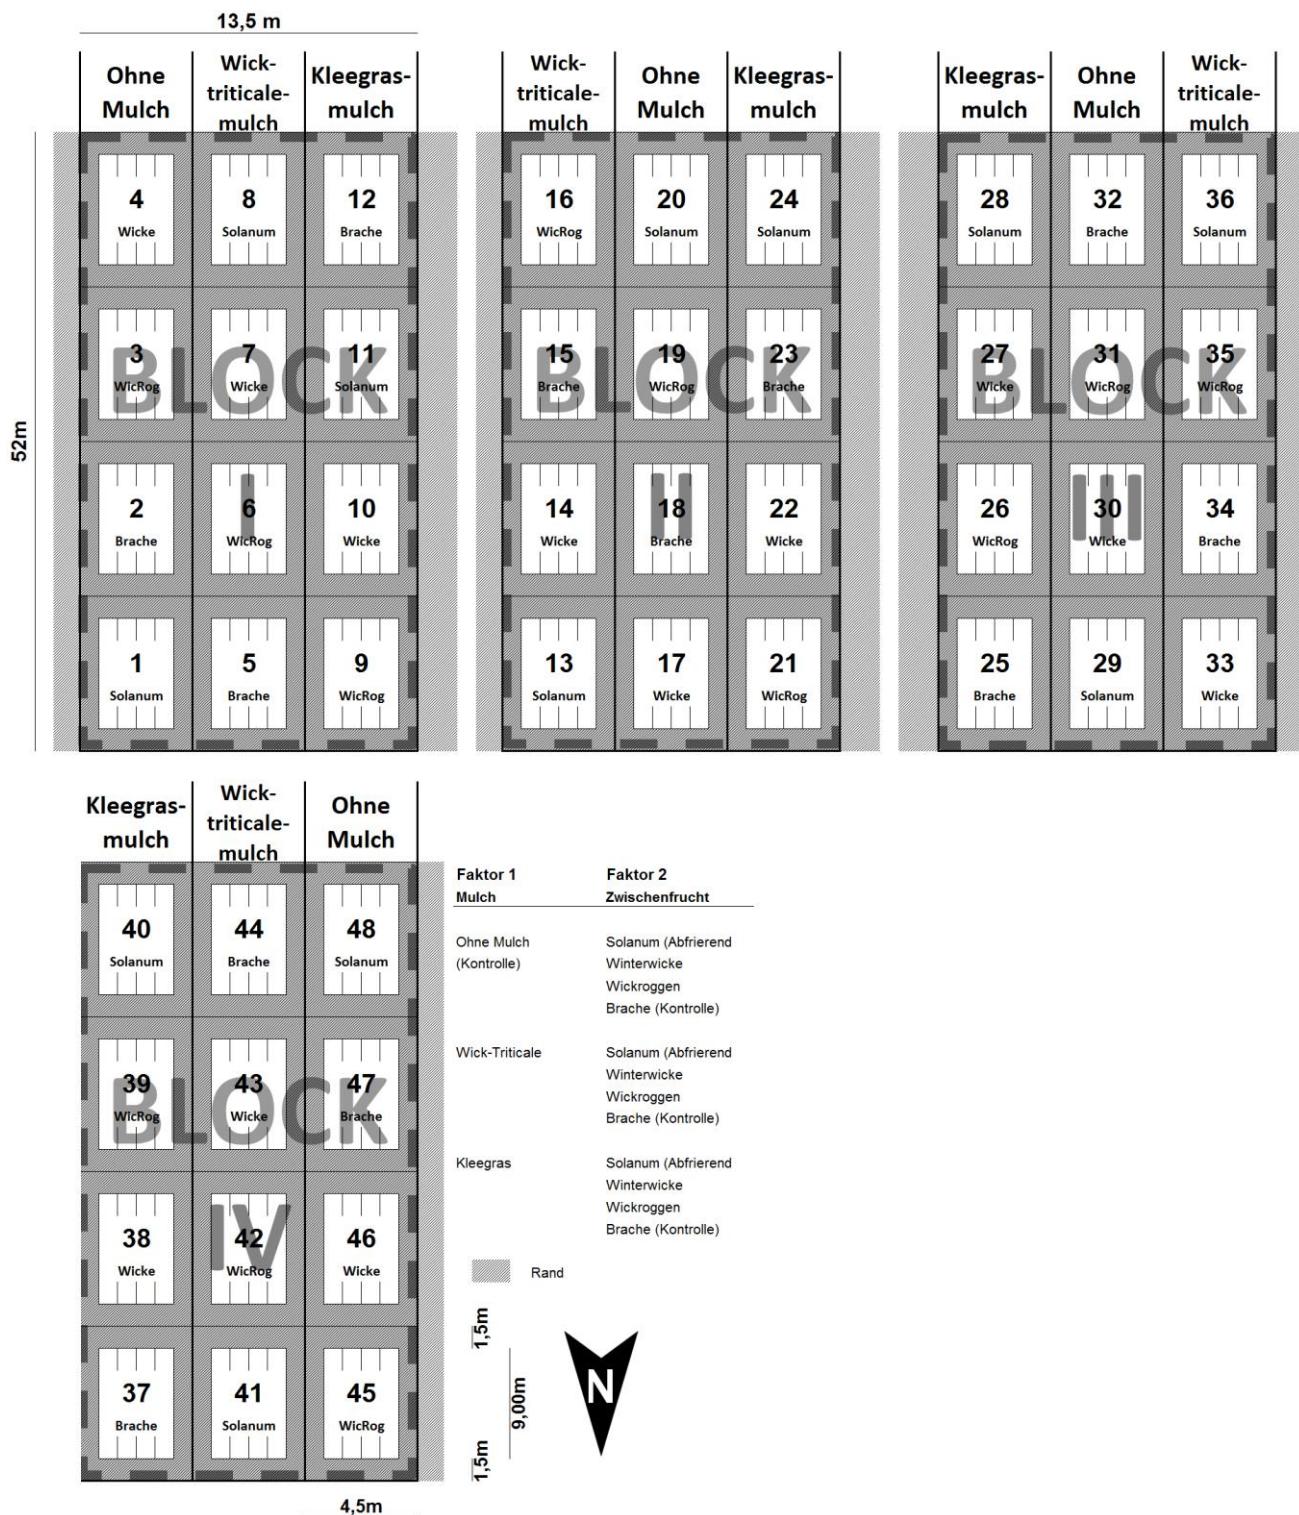 13,5 m
Ohne
Mulch
Wick-
triticale-
mulch
Kleegras-
mulch
Wick-
triticale-
mulch
Ohne
Mulch
Kleegras-
mulch
Kleegras-
mulch
Ohne
Mulch
Wick-
triticale-
mulch
52m
4 8 12 16 20 24 28 32 36
Wicke Solanum Brache WicRog Solanum Solanum Solanum Brache Solanum
BLOCK BLOCK BLOCK
3 7 11 15 19 23 27 31 35
WicRog Wicke Solanum Brache WicRog Brache Wicke WicRog WicRog
I II III
2 6 10 14 18 22 26 30 34
Brache WicRog Wicke Wicke Brache Wicke WicRog Wicke Brache
1 5 9 13 17 21 25 29 33
Solanum Brache WicRog Solanum Wicke WicRog Brache Solanum Wicke
Kleegras-
mulch
Wick-
triticale-
mulch
Ohne
Mulch
40 44 48
Solanum Brache Solanum
BLOCK
39 43 47
WicRog Wicke Brache
IV
38 42 46
Wicke WicRog Wicke
37 41 45
Brache Solanum WicRog
4,5m
Faktor 1 Faktor 2
Mulch Zwischenfrucht
Ohne Mulch Solanum (Abfrierend
(Kontrolle) Winterwicke
Wickroggen
Brache (Kontrolle)
Wick-Triticale Solanum (Abfrierend
Winterwicke
Wickroggen
Brache (Kontrolle)
Kleegras Solanum (Abfrierend
Winterwicke
Wickroggen
Brache (Kontrolle)
Rand
1,5m
9,00m
1,5m
N